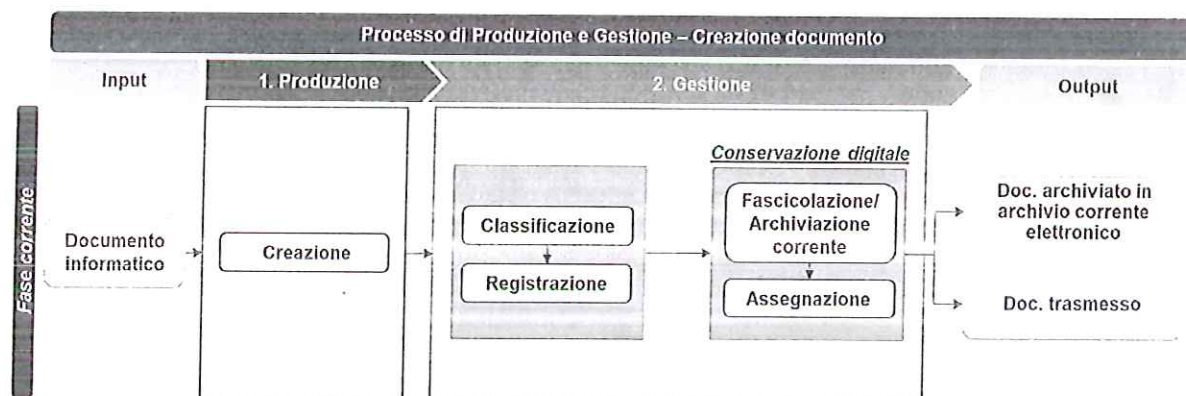 Processo di Produzione e Gestione – Creazione documento
Input
1. Produzione
2. Gestione
Output
Fase corrente
Documento
informatico
Creazione
Classificazione
Registrazione
Conservazione digitale
Fascicolazione/
Archiviazione
corrente
Assegnazione
Doc. archiviato in
archivio corrente
elettronico
Doc. trasmesso